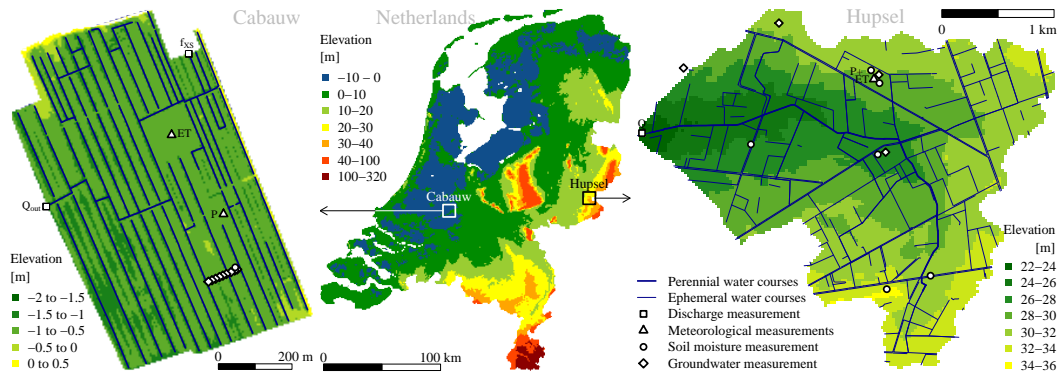 Cabauw
f_XS
ET
Q_out
P
Elevation
[m]
−2 to −1.5
−1.5 to −1
−1 to −0.5
−0.5 to 0
0 to 0.5
0 200 m
Netherlands
Elevation
[m]
−10 − 0
0−10
10−20
20−30
30−40
40−100
100−320
Cabauw
Hupsel
0 100 km
Hupsel
0 1 km
P
ET
Q
Perennial water courses
Ephemeral water courses
Discharge measurement
Meteorological measurements
Soil moisture measurement
Groundwater measurement
Elevation
[m]
22−24
24−26
26−28
28−30
30−32
32−34
34−36